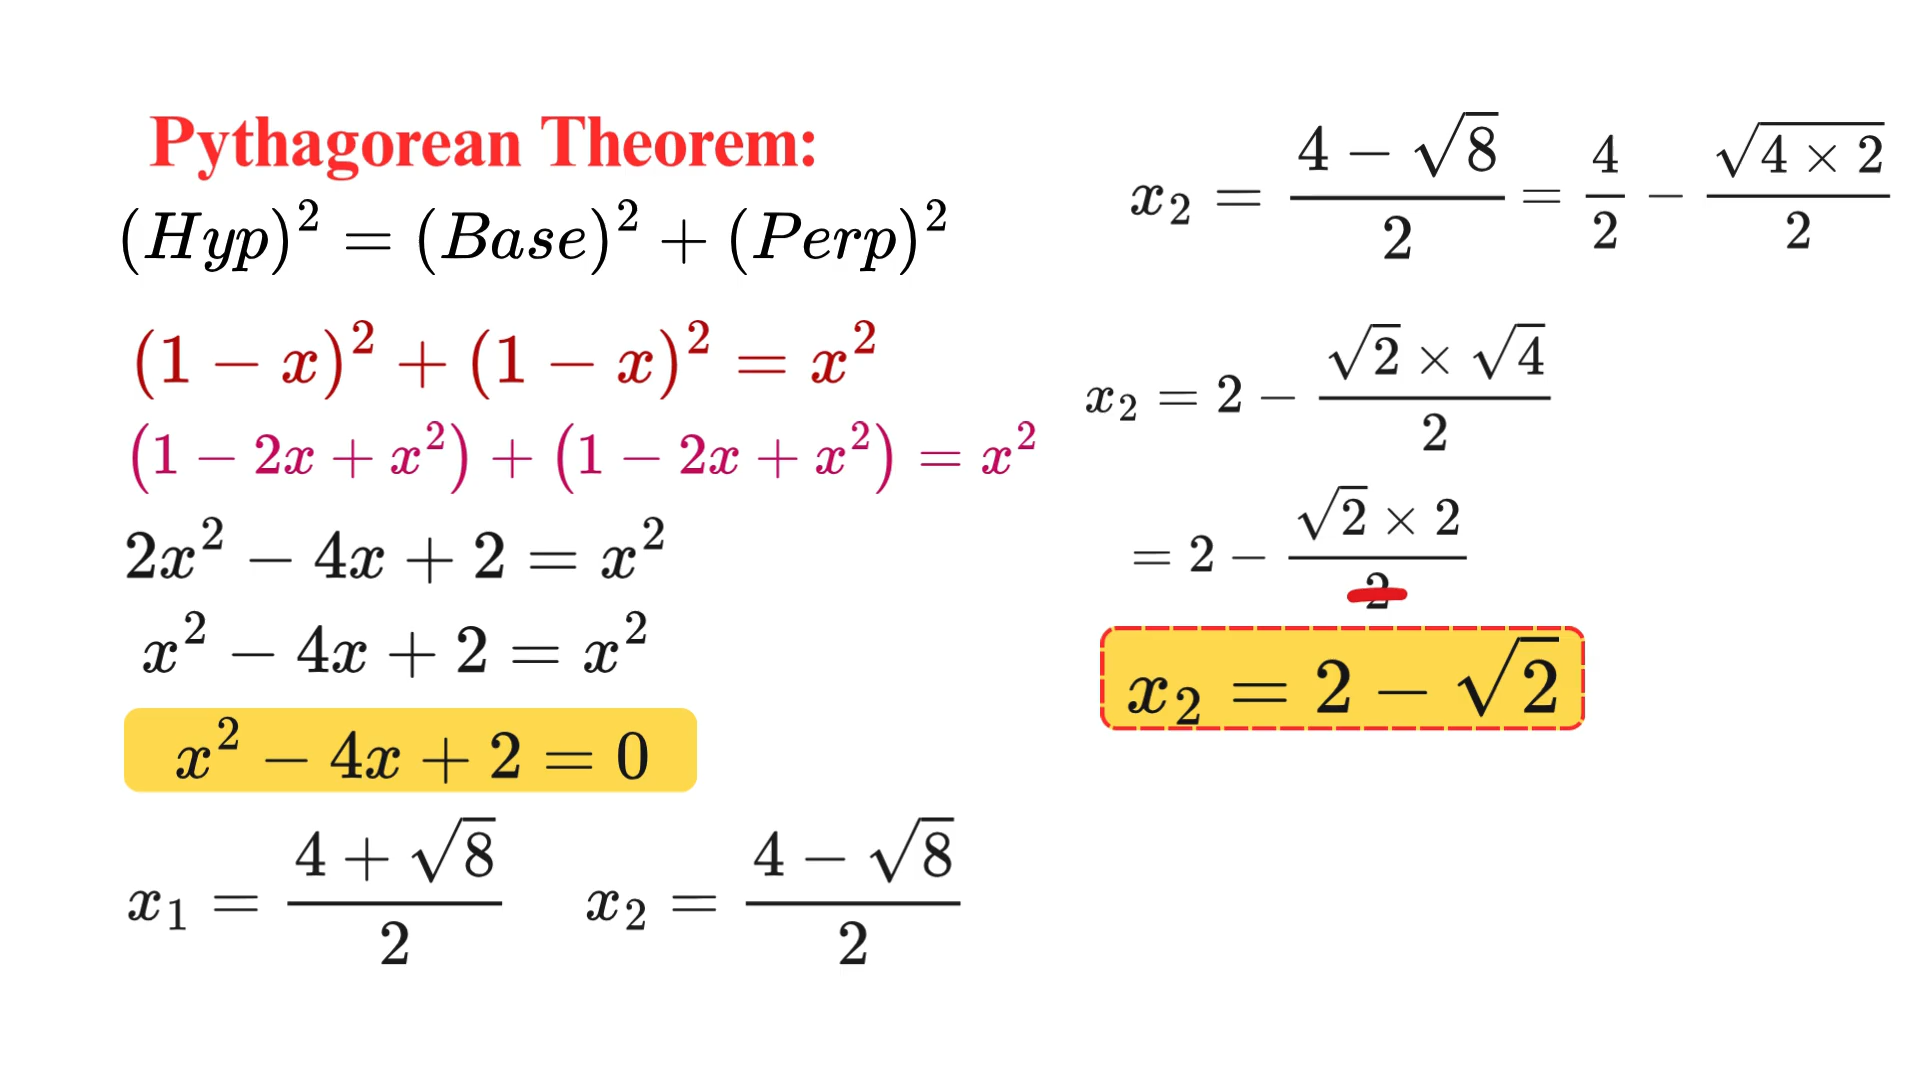 Pythagorean Theorem:
(Hyp)² = (Base)² + (Perp)²
(1 − x)² + (1 − x)² = x²
(1 − 2x + x²) + (1 − 2x + x²) = x²
2x² − 4x + 2 = x²
x² − 4x + 2 = x²
x² − 4x + 2 = 0
x₁ = (4 + √8)/2    x₂ = (4 − √8)/2
x₂ = (4 − √8)/2 = 4/2 − √(4 × 2)/2
x₂ = 2 − (√2 × √4)/2
= 2 − (√2 × 2)/2
x₂ = 2 − √2